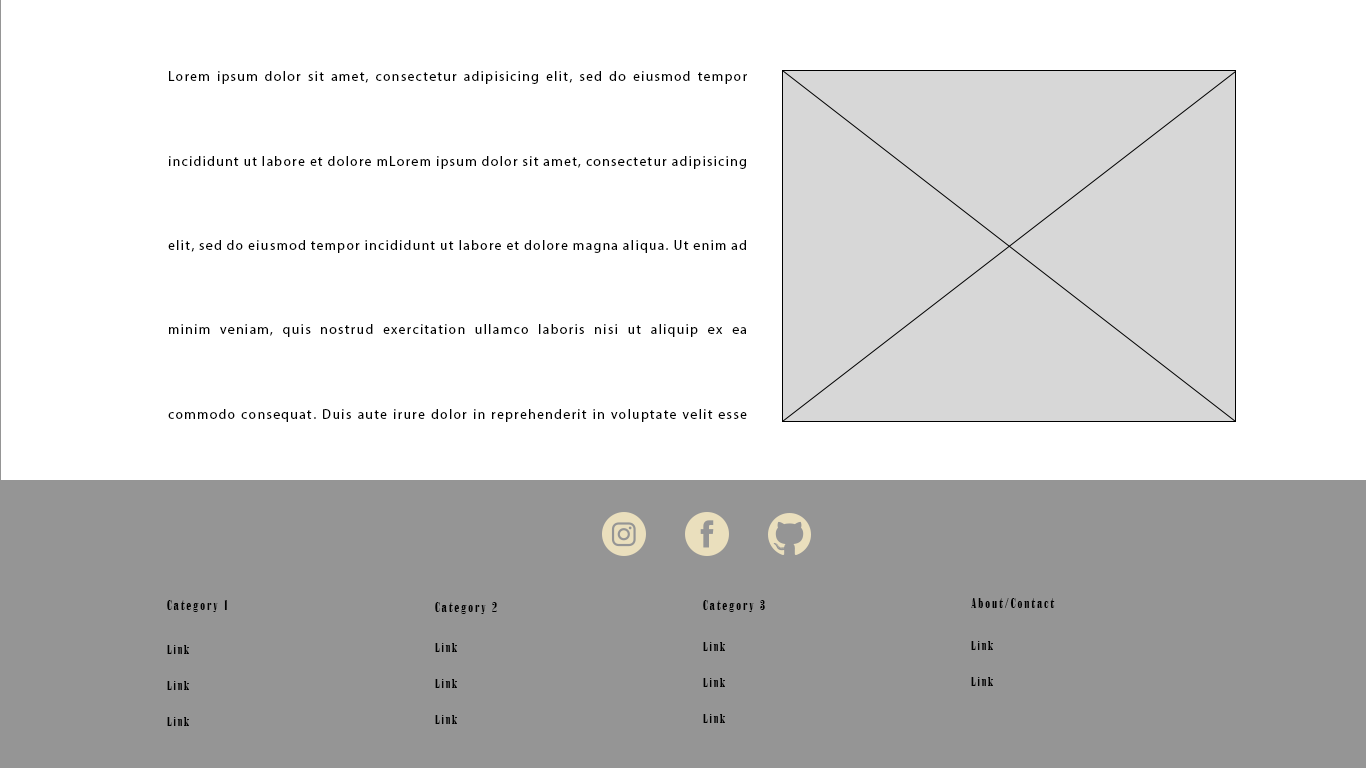 Lorem ipsum dolor sit amet, consectetur adipisicing elit, sed do eiusmod tempor
incididunt ut labore et dolore mLorem ipsum dolor sit amet, consectetur adipisicing
elit, sed do eiusmod tempor incididunt ut labore et dolore magna aliqua. Ut enim ad
minim veniam, quis nostrud exercitation ullamco laboris nisi ut aliquip ex ea
commodo consequat. Duis aute irure dolor in reprehenderit in voluptate velit esse
Category 1
Link
Link
Link
Category 2
Link
Link
Link
Category 3
Link
Link
Link
About/Contact
Link
Link